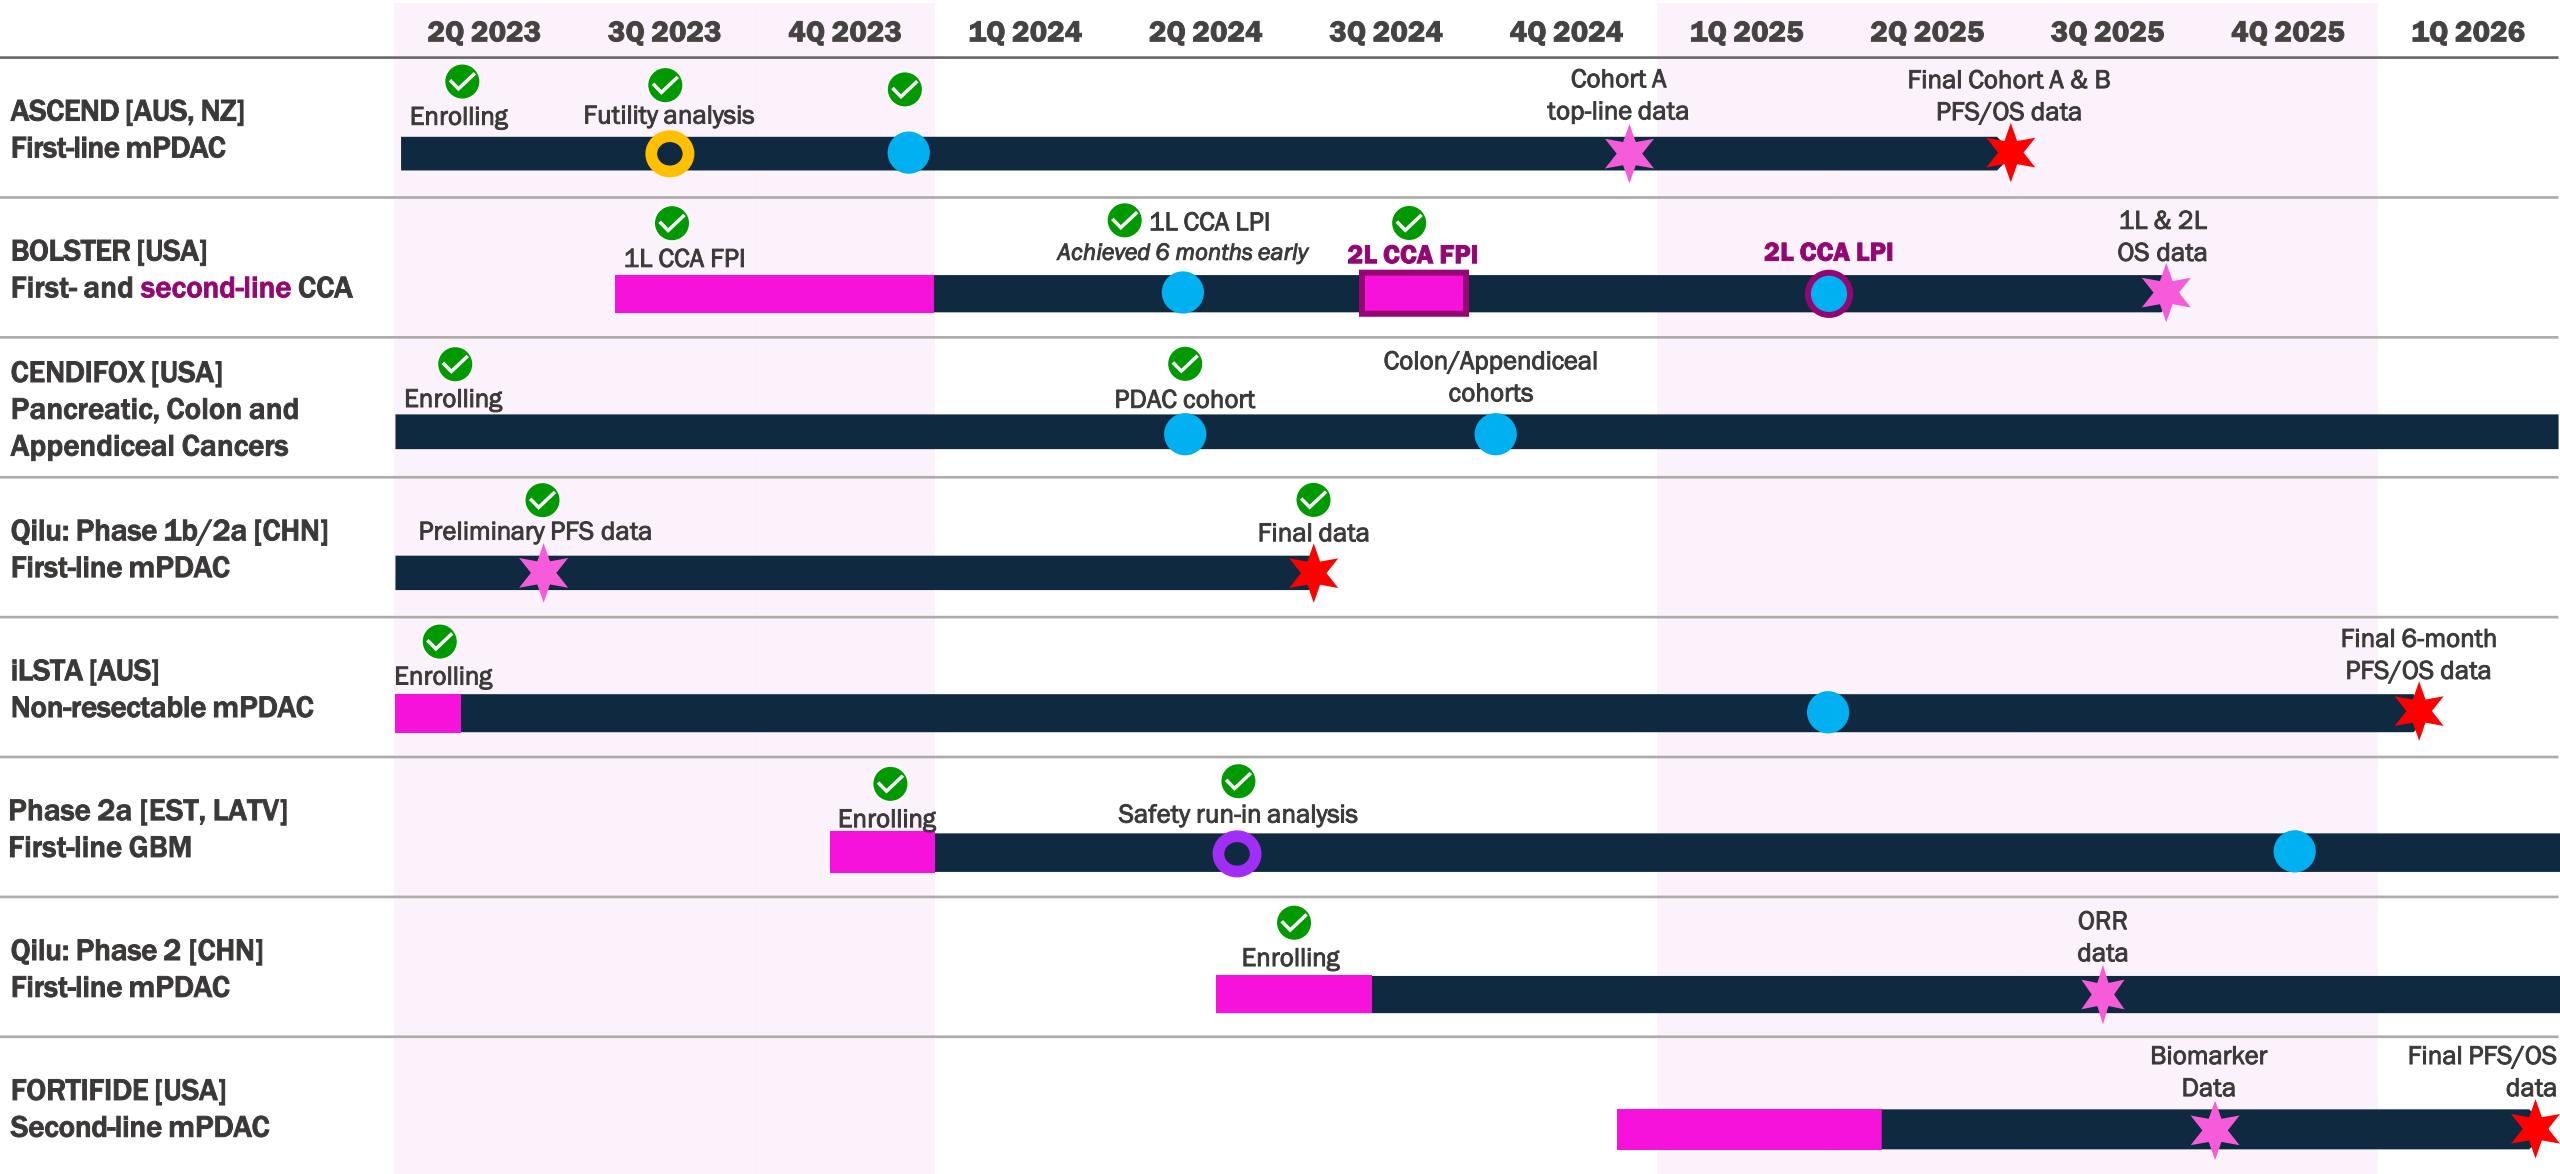 2Q 2023 3Q 2023 4Q 2023 1Q 2024 2Q 2024 3Q 2024 4Q 2024 1Q 2025 2Q 2025 3Q 2025 4Q 2025 1Q 2026
ASCEND [AUS, NZ]
First-line mPDAC
Enrolling
Futility analysis
Cohort A
top-line data
Final Cohort A & B
PFS/OS data
BOLSTER [USA]
First- and second-line CCA
1L CCA FPI
1L CCA LPI
Achieved 6 months early
2L CCA FPI
2L CCA LPI
1L & 2L
OS data
CENDIFOX [USA]
Pancreatic, Colon and
Appendiceal Cancers
Enrolling
PDAC cohort
Colon/Appendiceal
cohorts
Qilu: Phase 1b/2a [CHN]
First-line mPDAC
Preliminary PFS data
Final data
iLSTA [AUS]
Non-resectable mPDAC
Enrolling
Final 6-month
PFS/OS data
Phase 2a [EST, LATV]
First-line GBM
Enrolling
Safety run-in analysis
Qilu: Phase 2 [CHN]
First-line mPDAC
Enrolling
ORR
data
FORTIFIDE [USA]
Second-line mPDAC
Biomarker
Data
Final PFS/OS
data